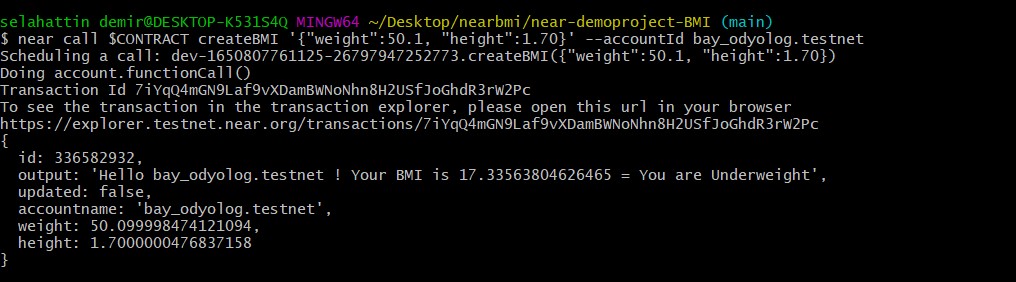 selahattin demir@DESKTOP-K531S4Q MINGW64 ~/Desktop/nearbmi/near-demoproject-BMI (main)
$ near call $CONTRACT createBMI '{"weight":50.1, "height":1.70}' --accountId bay_odyolog.testnet
Scheduling a call: dev-1650807761125-26797947252773.createBMI({"weight":50.1, "height":1.70})
Doing account.functionCall()
Transaction Id 7iYqQ4mGN9Laf9vXDamBWNoNhn8H2USfJoGhdR3rW2Pc
To see the transaction in the transaction explorer, please open this url in your browser
https://explorer.testnet.near.org/transactions/7iYqQ4mGN9Laf9vXDamBWNoNhn8H2USfJoGhdR3rW2Pc
{
  id: 336582932,
  output: 'Hello bay_odyolog.testnet ! Your BMI is 17.33563804626465 = You are Underweight',
  updated: false,
  accountname: 'bay_odyolog.testnet',
  weight: 50.099998474121094,
  height: 1.7000000476837158
}